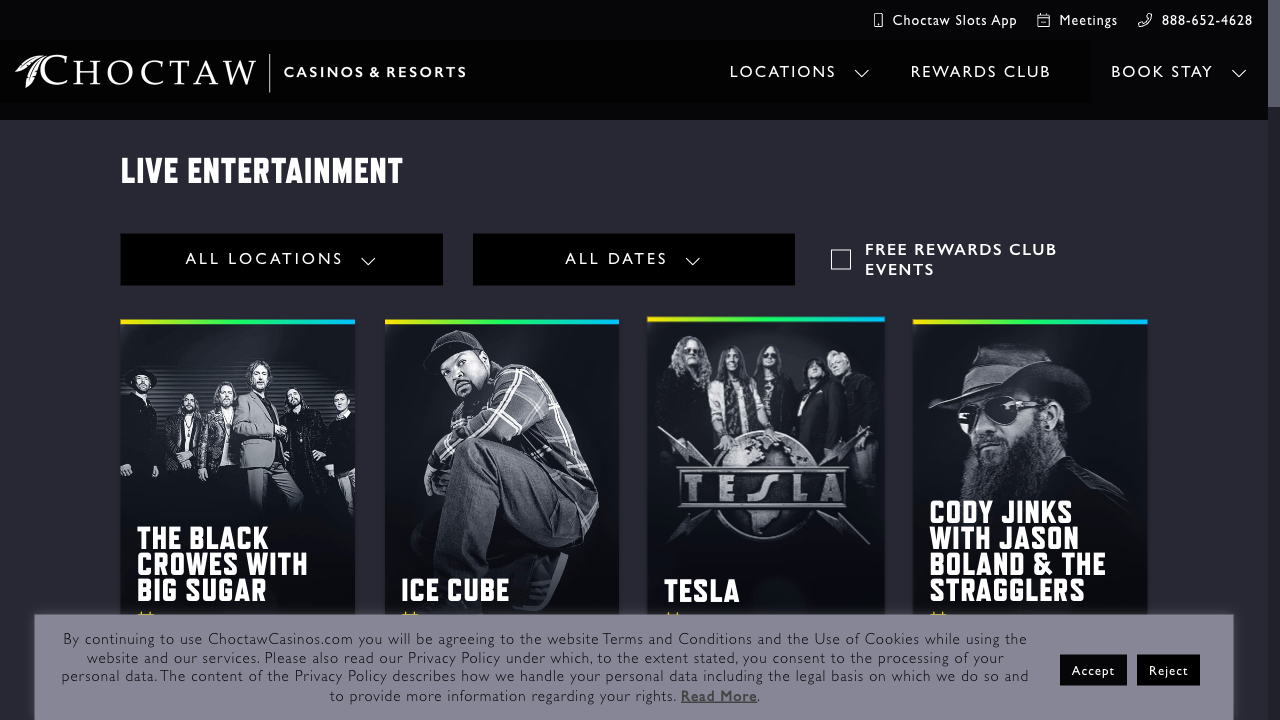 Choctaw Slots App Meetings 888-652-4628
CHOCTAW CASINOS & RESORTS LOCATIONS REWARDS CLUB BOOK STAY
LIVE ENTERTAINMENT
ALL LOCATIONS ALL DATES FREE REWARDS CLUB
EVENTS
TESLA
THE BLACK
CROWES WITH
BIG SUGAR
ICE CUBE
TESLA
CODY JINKS
WITH JASON
BOLAND & THE
STRAGGLERS
By continuing to use ChoctawCasinos.com you will be agreeing to the website Terms and Conditions and the Use of Cookies while using the
website and our services. Please also read our Privacy Policy under which, to the extent stated, you consent to the processing of your
personal data. The content of the Privacy Policy describes how we handle your personal data including the legal basis on which we do so and
to provide more information regarding your rights. Read More.
Accept Reject